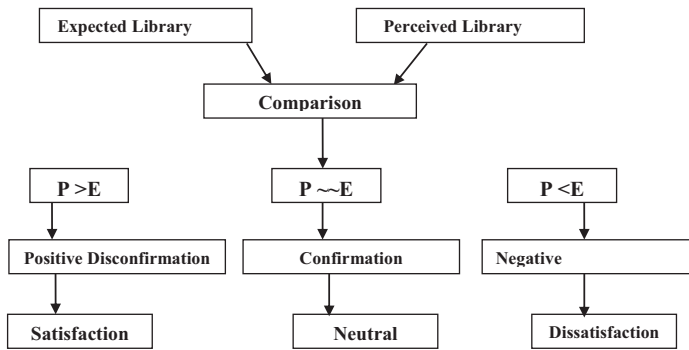 Expected Library
Perceived Library
Comparison
P >E
P ~~E
P <E
Positive Disconfirmation
Confirmation
Negative
Satisfaction
Neutral
Dissatisfaction